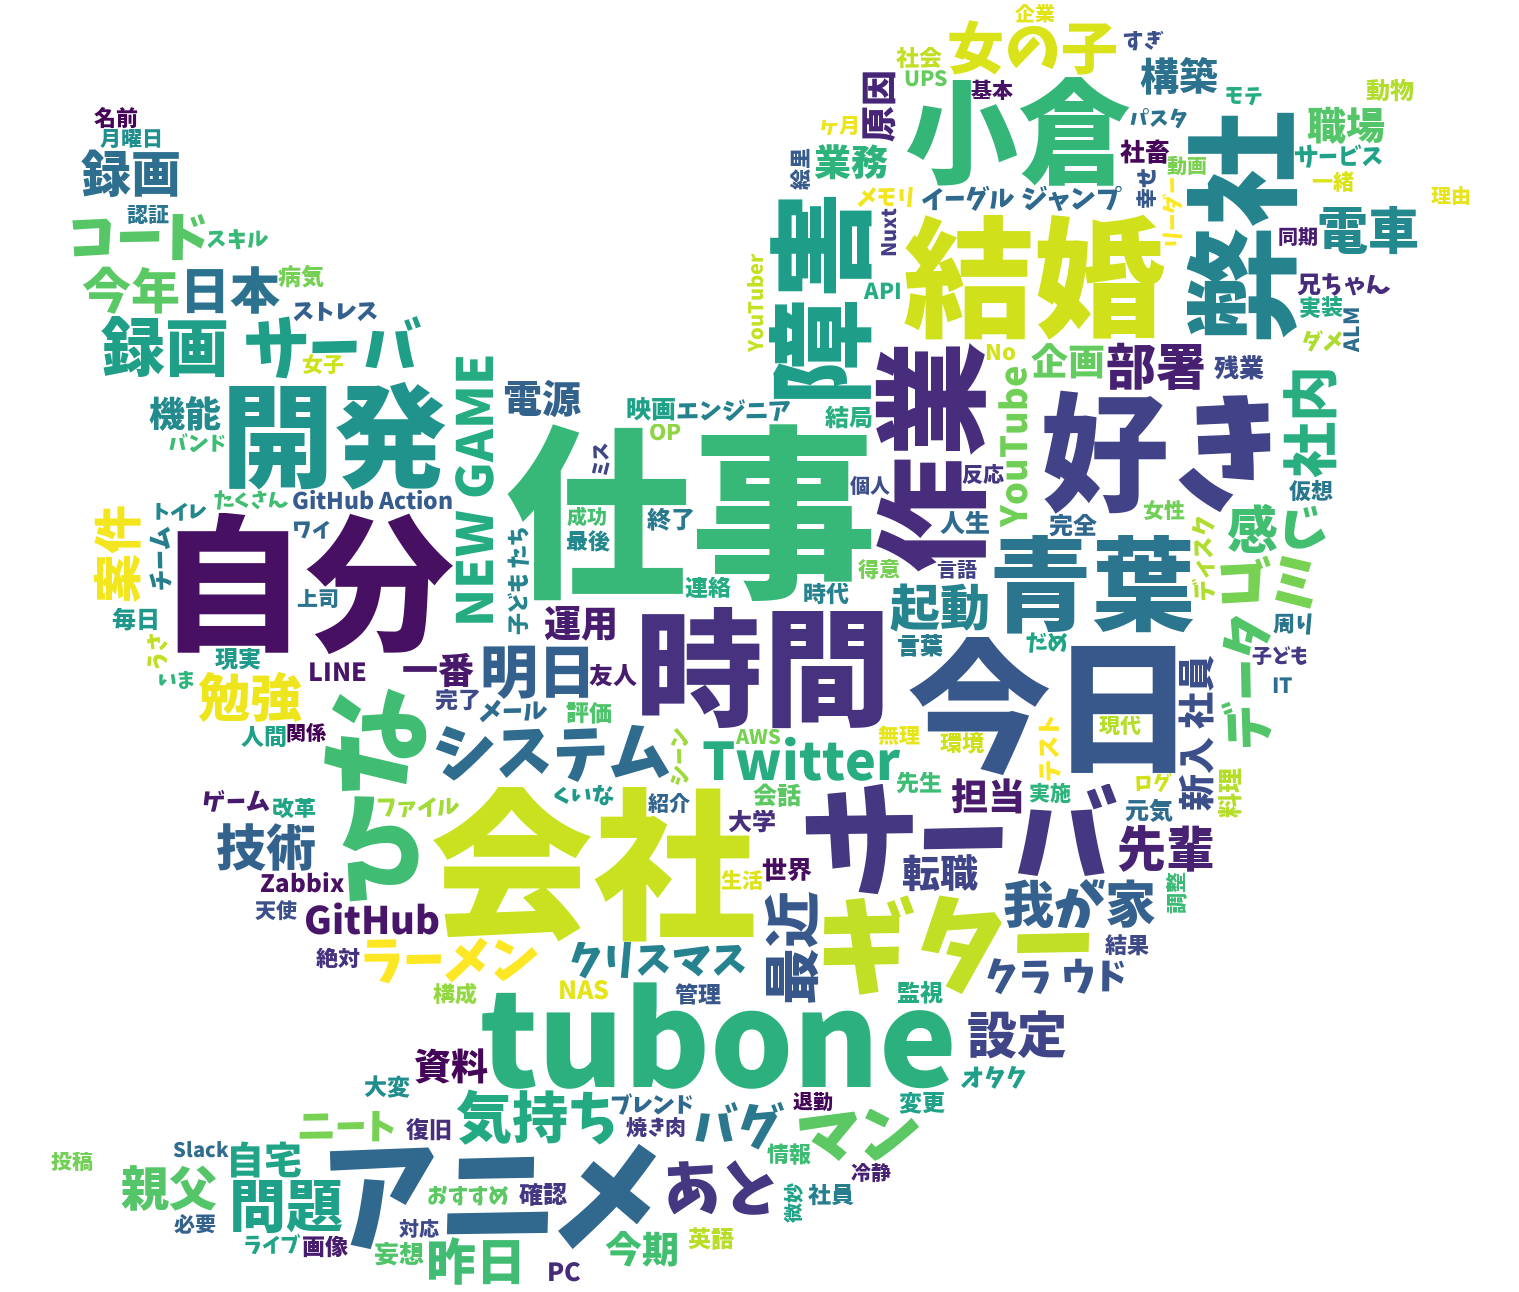 企業
女の子
すぎ
社会
構築
UPS
基本
モテ
動物
原因
小倉
パスタ
名前
月曜日
ヶ月
職場
弊社
録画
業務
社畜
サービス
動画
絵里
幸せ
一緒
メモリ
イーグル ジャンプ
リーダー
理由
認証
障害
Nuxt
結婚
同期
電車
コード
スキル
今年
日本
病気
YouTuber
API
兄ちゃん
実装
ストレス
ALM
録画 サーバ
女子
ダメ
No
企画
部署
残業
作業
YouTube
社内
NEW GAME
電源
機能
開発
映画
エンジニア
結局
好き
バンド
OP
仕事
ミス
個人
反応
仮想
たくさん
GitHub Action
トイレ
ワイ
成功
終了
人生
完全
女性
感じ
案件
チーム
自分
最後
青葉
ディスク
子どもたち
得意
言語
ゴミ
上司
連絡
時代
起動
毎日
運用
時間
言葉
だめ
データ
周り
うさ
現実
LINE
一番
明日
友人
今日
子ども
いま
勉強
完了
新入 社員
IT
メール
評価
なら
人間
関係
システム
シーン
AWS
Twitter
無理
環境
テスト
現代
ゲーム
改革
ファイル
くいな
紹介
会話
先生
担当
実施
ログ
料理
元気
技術
会社
大学
サーバ
先輩
Zabbix
世界
生活
転職
調整
天使
GitHub
最近
ギター
我が家
絶対
ラーメン
クリスマス
クラウド
結果
構成
NAS
管理
監視
tubone
設定
資料
大変
オタク
気持ち
ブレンド
退勤
変更
ニート
復旧
焼き肉
バグ
マン
Slack
自宅
情報
投稿
親父
問題
アニメ
おすすめ
確認
あと
冷静
微妙
社員
必要
対応
ライブ
画像
妄想
昨日
今期
英語
PC